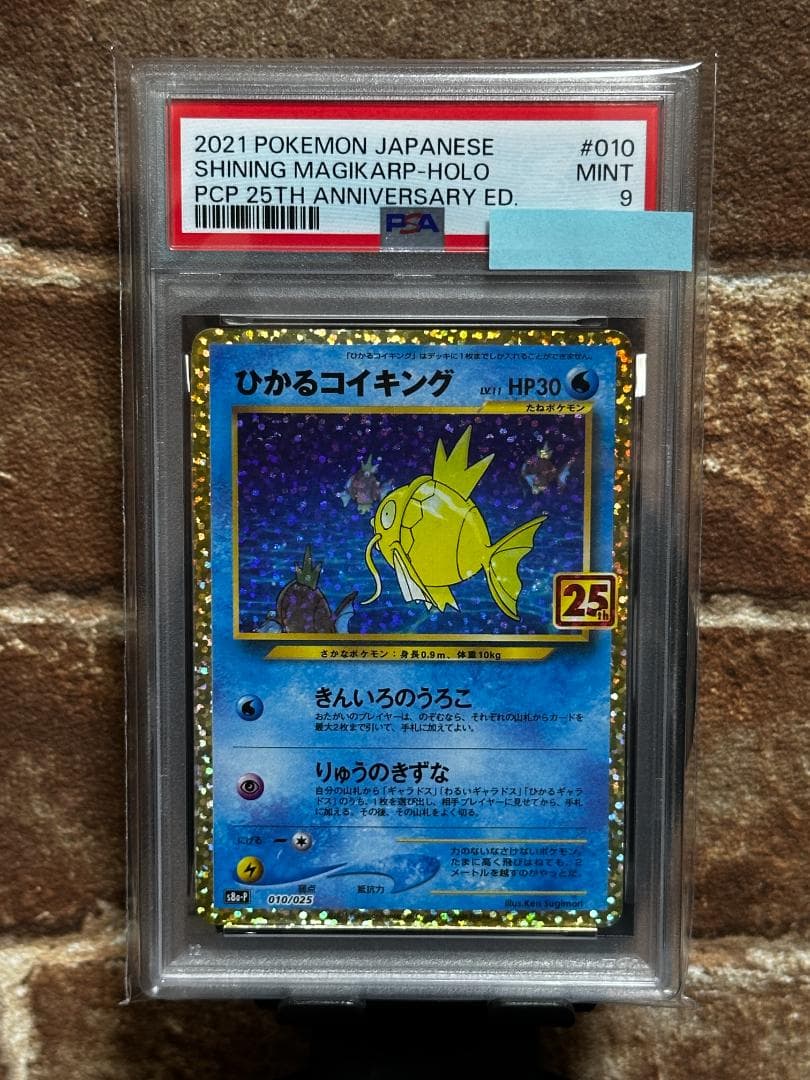 2021 POKEMON JAPANESE #010
SHINING MAGIKARP-HOLO MINT
PCP 25TH ANNIVERSARY ED. 9
PSA
「ひかるコイキング」はデッキに1枚までしか入れることができません。
ひかるコイキング LV.11 HP30
たねポケモン
25th
さかなポケモン：身長0.9m、体重10kg
きんいろのうろこ
おたがいのプレイヤーは、のぞむなら、それぞれの山札からカードを
最大2枚まで引いて、手札に加えてよい。
りゅうのきずな
自分の山札から「ギャラドス」「わるいギャラドス」「ひかるギャラ
ドス」のうち、1枚を選び出し、相手プレイヤーに見せてから、手札
に加える。その後、その山札をよく切る。
にげる
力のないなさけないポケモン。
たまに高く飛びはねても、2
メートルを越すのがやっとだ。
弱点 抵抗力
s8a-P 010/025 illus.Ken Sugimori